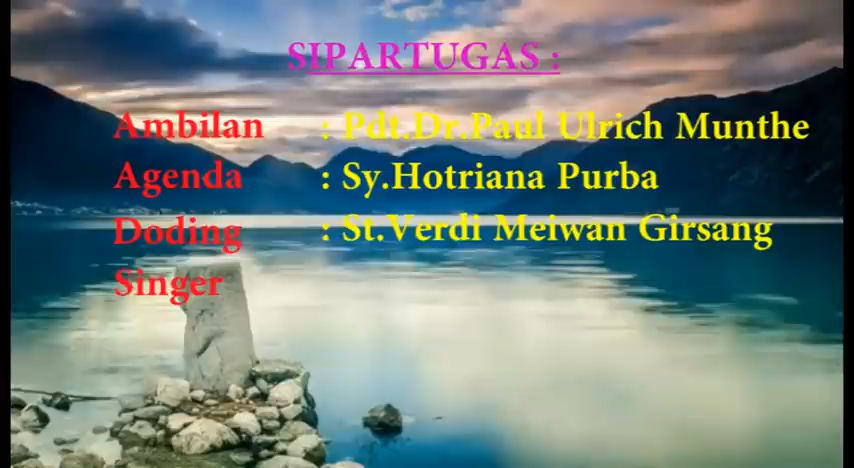 SIPARTUGAS :
Ambilan : Pdt.Dr.Paul Ulrich Munthe
Agenda : Sy.Hotriana Purba
Doding : St.Verdi Meiwan Girsang
Singer